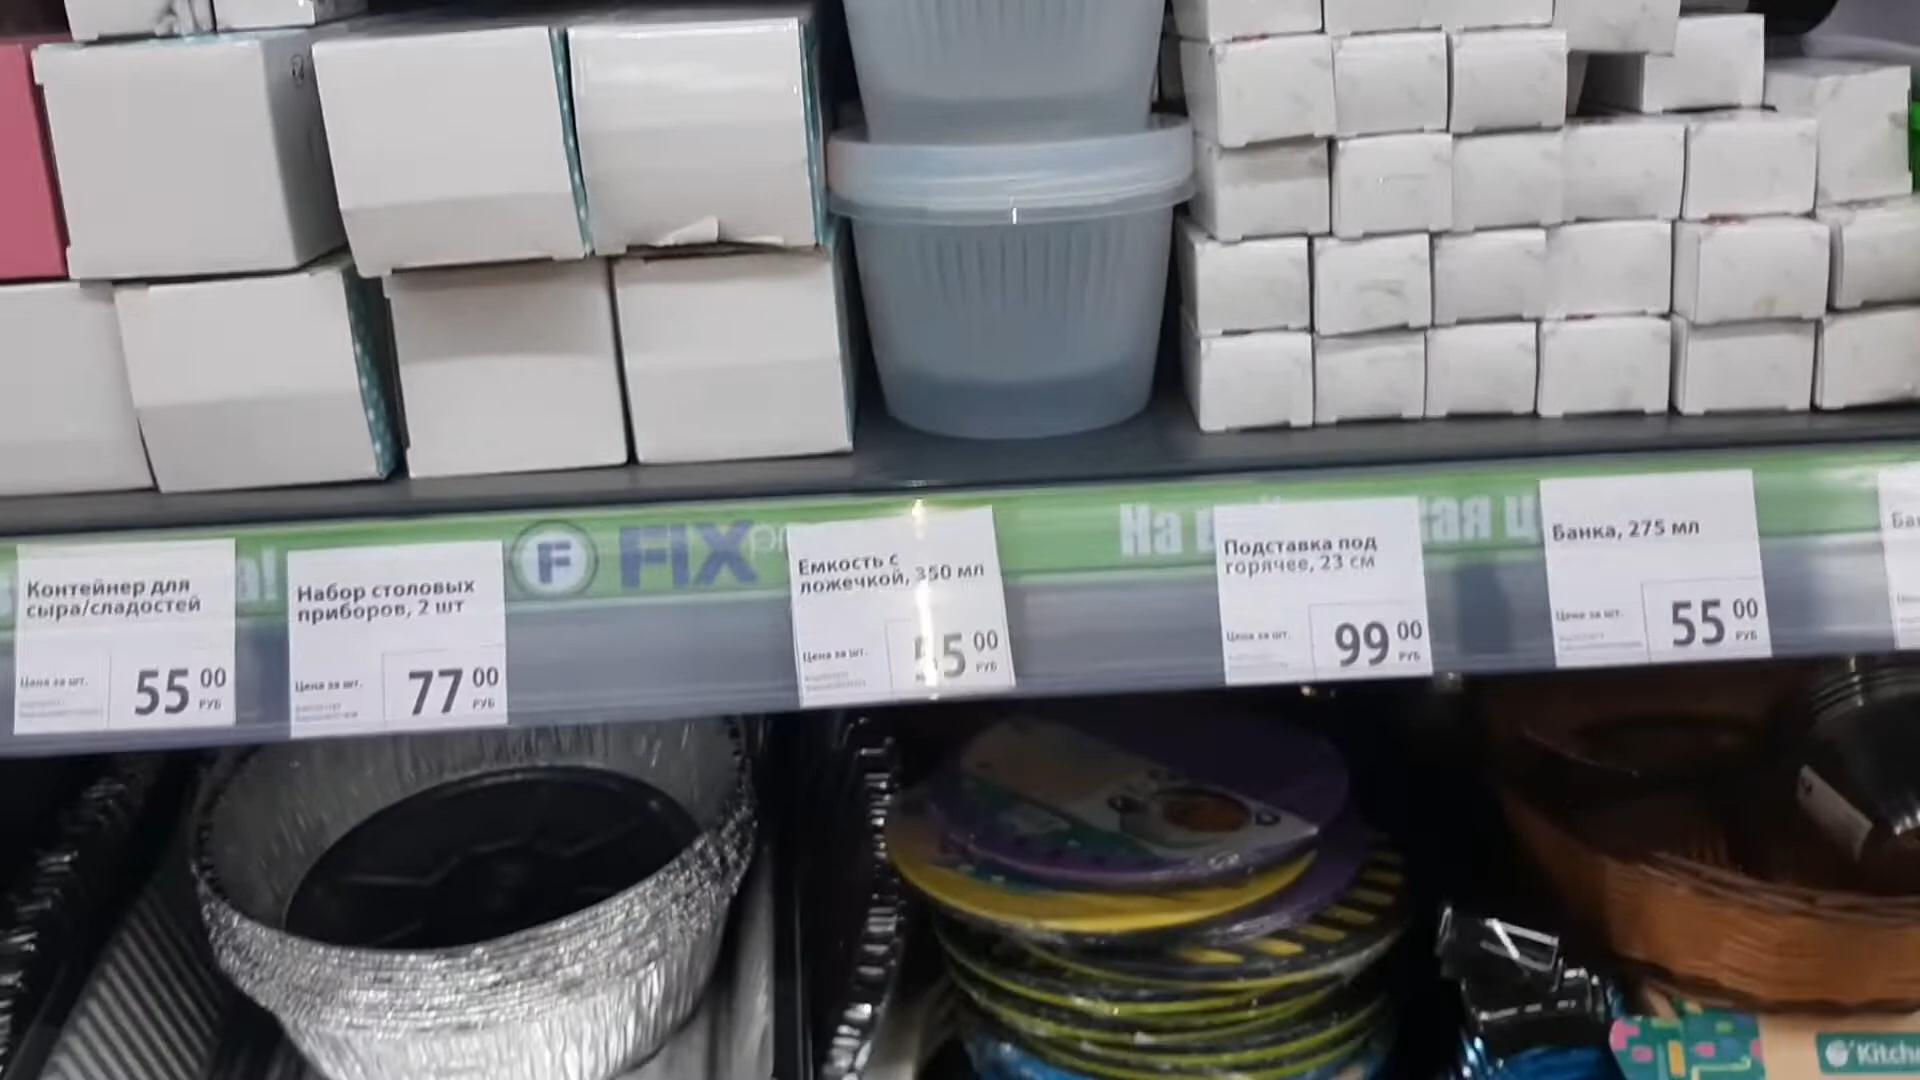 Контейнер для
сыра/сладостей
Цена за шт.
55 00
РУБ
Набор столовых
приборов, 2 шт
Цена за шт.
77 00
РУБ
F FIX
Емкость с
ложечкой, 350 мл
Цена за шт.
00
РУБ
На
Подставка под
горячее, 23 см
Цена за шт.
99 00
РУБ
Банка, 275 мл
Цена за шт.
55 00
РУБ